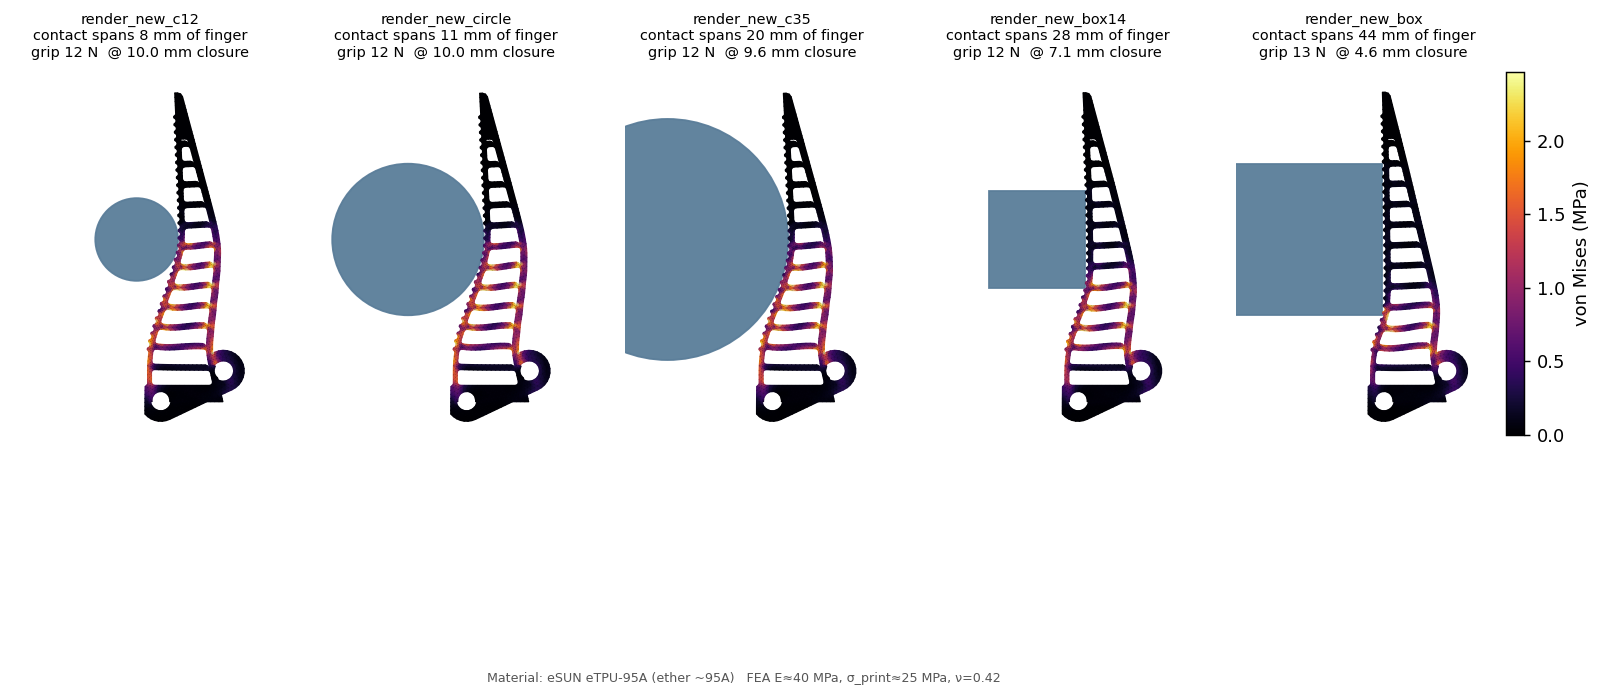 render_new_c12
contact spans 8 mm of finger
grip 12 N  @ 10.0 mm closure
render_new_circle
contact spans 11 mm of finger
grip 12 N  @ 10.0 mm closure
render_new_c35
contact spans 20 mm of finger
grip 12 N  @ 9.6 mm closure
render_new_box14
contact spans 28 mm of finger
grip 12 N  @ 7.1 mm closure
render_new_box
contact spans 44 mm of finger
grip 13 N  @ 4.6 mm closure
2.0
1.5
1.0
0.5
0.0
von Mises (MPa)
Material: eSUN eTPU-95A (ether ~95A)   FEA E≈40 MPa, σ_print≈25 MPa, ν=0.42